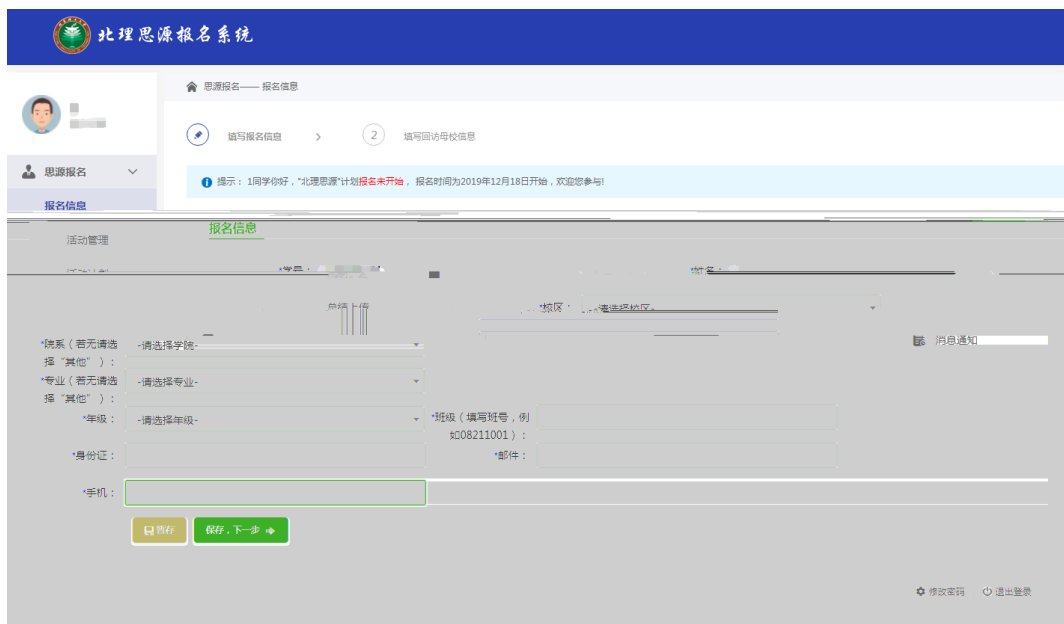 北理思源报名系统
思源报名—— 报名信息
填写报名信息 > 2 填写回访母校信息
思源报名
提示： 1同学你好，"北理思源"计划报名未开始， 报名时间为2019年12月18日开始，欢迎您参与!
报名信息
报名信息
活动管理
*学号：
*姓名：
总结上传
*校区：
-请选择校区-
消息通知
*院系（若无请选
择“其他”）：
-请选择学院-
*专业（若无请选
择“其他”）：
-请选择专业-
*年级：
-请选择年级-
*班级（填写班号，例
如08211001）：
*身份证：
*邮件：
*手机：
暂存
保存，下一步
修改密码
退出登录